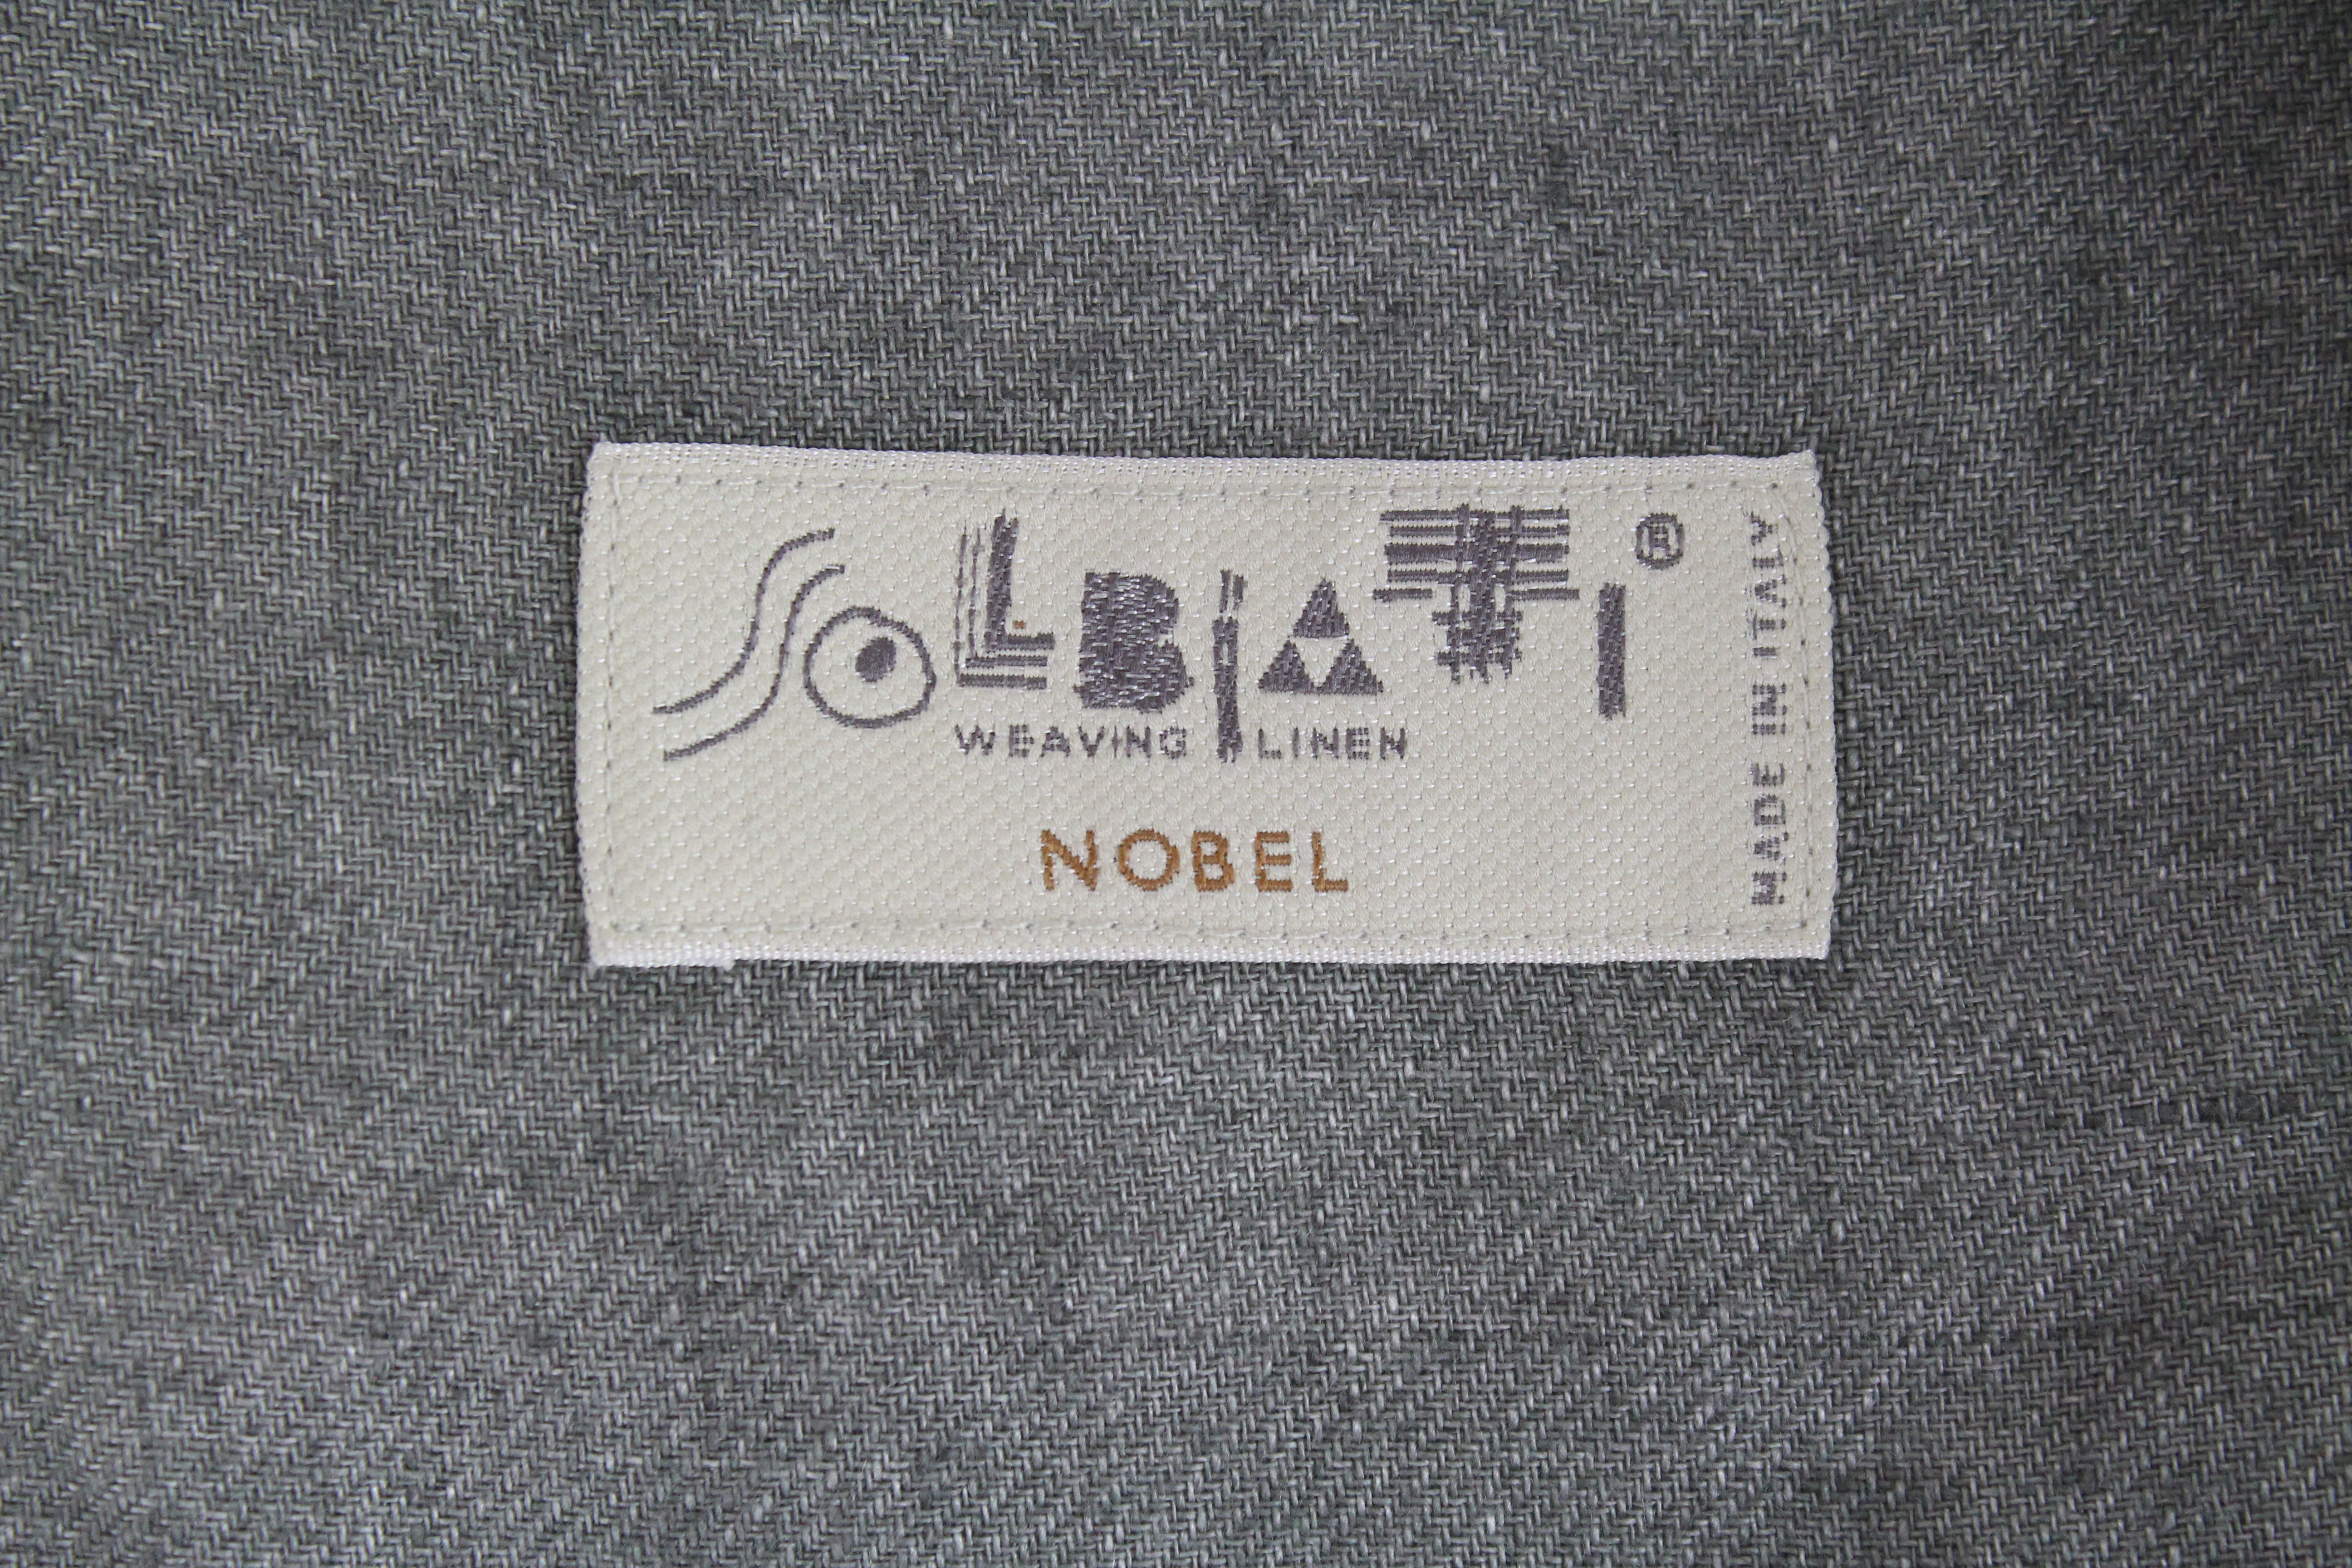 SOLBIATI®
WEAVING LINEN
NOBEL
MADE IN ITALY